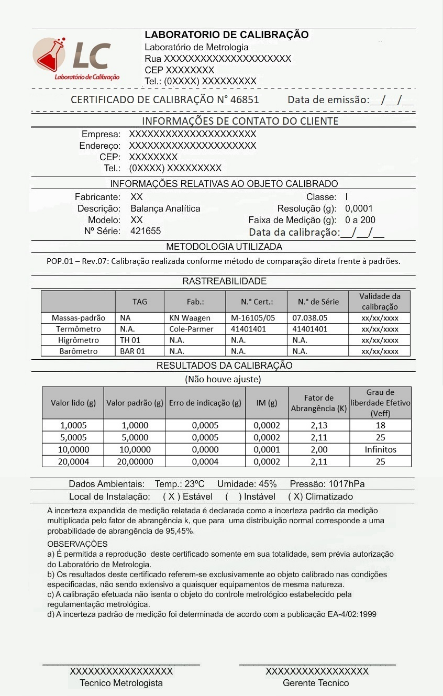 LABORATORIO DE CALIBRAÇÃO
Laboratório de Metrologia
Rua XXXXXXXXXXXXXXXXXXXXX
CEP XXXXXXXX
Tel.: (0XXXX) XXXXXXXXX
LC
Laboratório de Calibração
CERTIFICADO DE CALIBRAÇÃO N° 46851 Data de emissão: __/__/__
INFORMAÇÕES DE CONTATO DO CLIENTE
Empresa: XXXXXXXXXXXXXXXXXXXXX
Endereço: XXXXXXXXXXXXXXXXXXXXX
CEP: XXXXXXXX
Tel.: (0XXXX) XXXXXXXXX
INFORMAÇÕES RELATIVAS AO OBJETO CALIBRADO
Fabricante: XX Classe: I
Descrição: Balança Analítica Resolução (g): 0,0001
Modelo: XX Faixa de Medição (g): 0 a 200
Nº Série: 421655 Data da calibração:__/__/__
METODOLOGIA UTILIZADA
POP.01 – Rev.07: Calibração realizada conforme método de comparação direta frente à padrões.
RASTREABILIDADE
TAG Fab.: N.° Cert.: N.° de Série Validade da calibração
Massas-padrão NA KN Waagen M-16105/05 07.038.05 xx/xx/xxxx
Termômetro N.A. Cole-Parmer 41401401 41401401 xx/xx/xxxx
Higrômetro TH 01 N.A. N.A. N.A. xx/xx/xxxx
Barômetro BAR 01 N.A. N.A. N.A. xx/xx/xxxx
RESULTADOS DA CALIBRAÇÃO
(Não houve ajuste)
Valor lido (g) Valor padrão (g) Erro de indicação (g) IM (g) Fator de Abrangência (K) Grau de liberdade Efetivo (Veff)
1,0005 1,0000 0,0005 0,0002 2,13 18
5,0005 5,0000 0,0005 0,0002 2,11 25
10,0000 10,0000 0,0000 0,0001 2,00 Infinitos
20,0004 20,00000 0,0004 0,0002 2,11 25
Dados Ambientais: Temp.: 23ºC Umidade: 45% Pressão: 1017hPa
Local de Instalação: ( X ) Estável ( ) Instável ( X) Climatizado
A incerteza expandida de medição relatada é declarada como a incerteza padrão da medição
multiplicada pelo fator de abrangência k, que para uma distribuição normal corresponde a uma
probabilidade de abrangência de 95,45%.
OBSERVAÇÕES
a) É permitida a reprodução deste certificado somente em sua totalidade, sem prévia autorização
do Laboratório de Metrologia.
b) Os resultados deste certificado referem-se exclusivamente ao objeto calibrado nas condições
especificadas, não sendo extensivo a quaisquer equipamentos de mesma natureza.
c) A calibração efetuada não isenta o objeto do controle metrológico estabelecido pela
regulamentação metrológica.
d) A incerteza padrão de medição foi determinada de acordo com a publicação EA-4/02:1999
XXXXXXXXXXXXXXXXX XXXXXXXXXXXXXXXXX
Tecnico Metrologista Gerente Tecnico